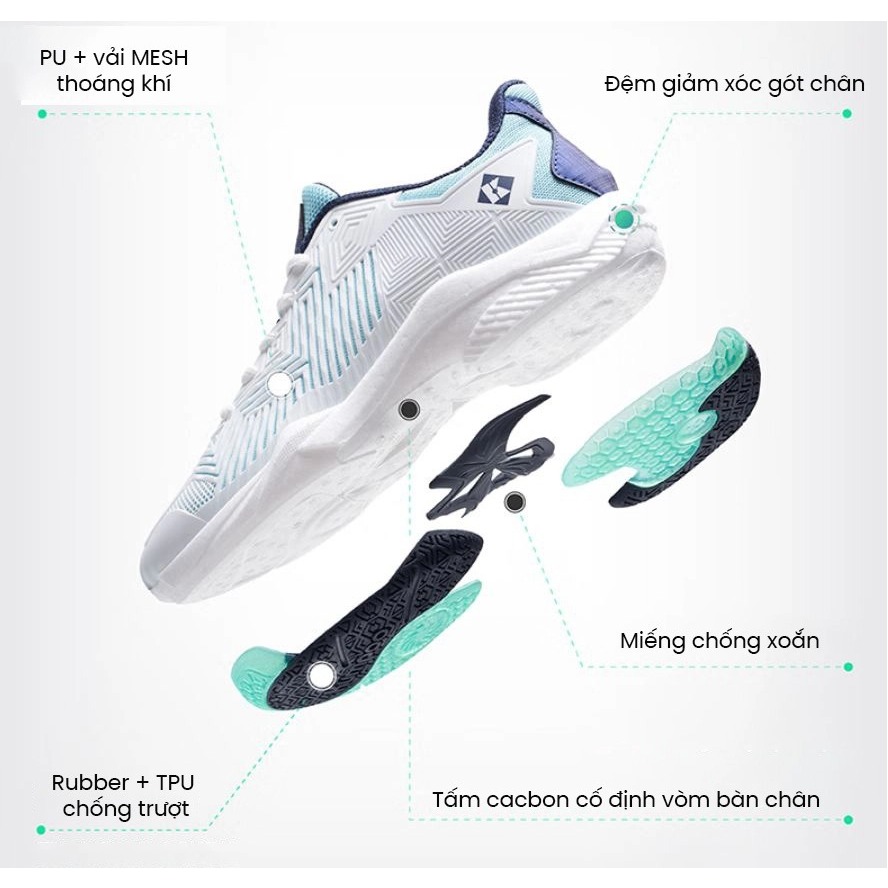 PU + vải MESH
thoáng khí
Đệm giảm xóc gót chân
Miếng chống xoắn
Rubber + TPU
chống trượt
Tấm cacbon cố định vòm bàn chân